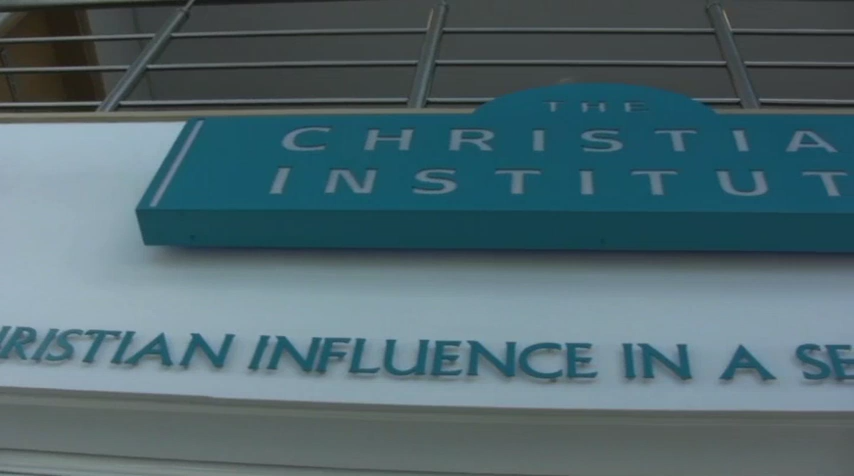 THE
CHRISTIA
INSTITUT
HRISTIAN INFLUENCE IN A SE